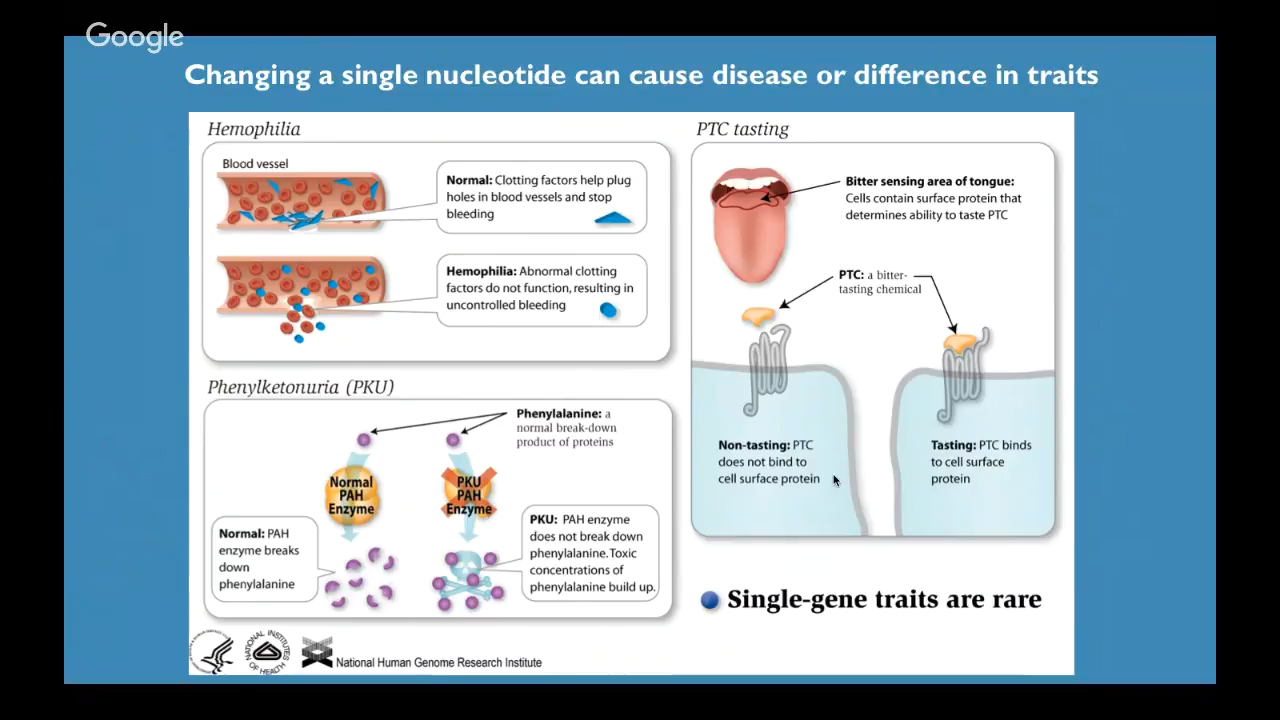 Google
Changing a single nucleotide can cause disease or difference in traits
Hemophilia
Blood vessel
Normal: Clotting factors help plug
holes in blood vessels and stop
bleeding
Hemophilia: Abnormal clotting
factors do not function, resulting in
uncontrolled bleeding
Phenylketonuria (PKU)
Phenylalanine: a
normal break-down
product of proteins
Normal
PAH
Enzyme
PKU
PAH
Enzyme
Normal: PAH
enzyme breaks
down
phenylalanine
PKU: PAH enzyme
does not break down
phenylalanine. Toxic
concentrations of
phenylalanine build up.
PTC tasting
Bitter sensing area of tongue:
Cells contain surface protein that
determines ability to taste PTC
PTC: a bitter-
tasting chemical
Non-tasting: PTC
does not bind to
cell surface protein
Tasting: PTC binds
to cell surface
protein
Single-gene traits are rare
NATIONAL INSTITUTES
OF HEALTH
National Human Genome Research Institute